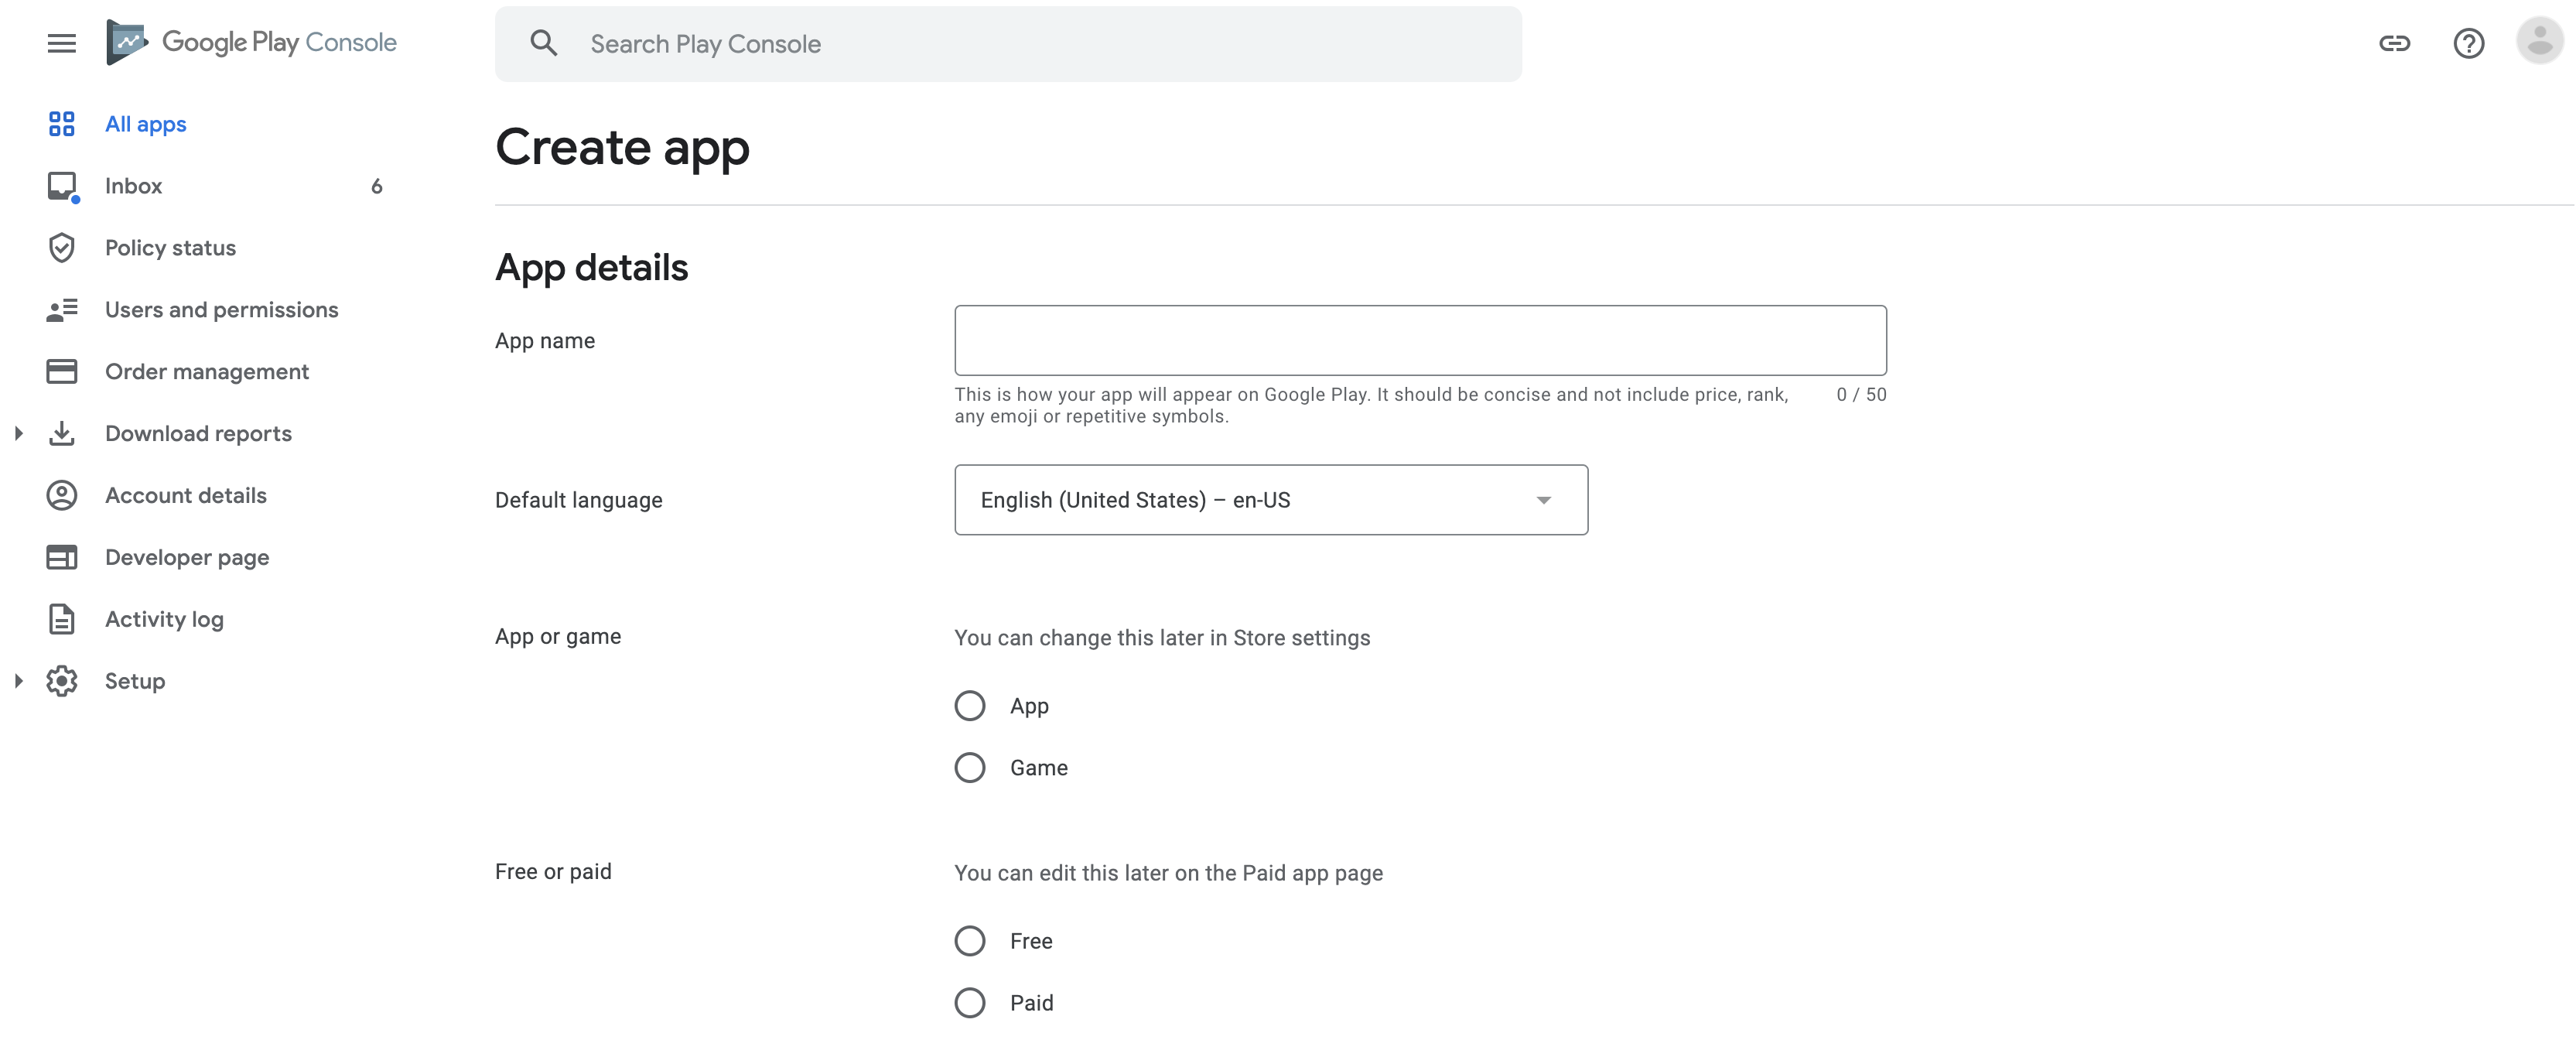 Google Play Console
Search Play Console
All apps
Inbox 6
Policy status
Users and permissions
Order management
Download reports
Account details
Developer page
Activity log
Setup
Create app
App details
App name
This is how your app will appear on Google Play. It should be concise and not include price, rank, 0 / 50
any emoji or repetitive symbols.
Default language
English (United States) – en-US
App or game
You can change this later in Store settings
App
Game
Free or paid
You can edit this later on the Paid app page
Free
Paid